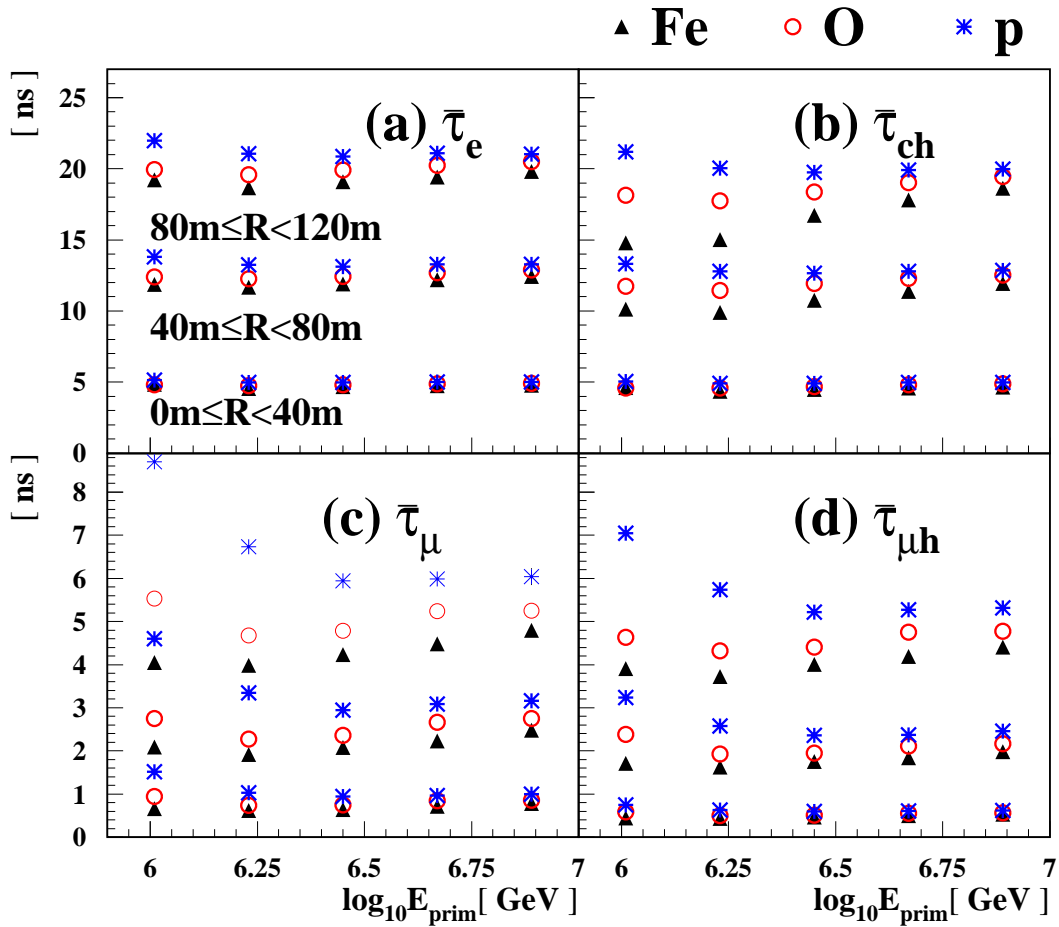 Fe O p
[ ns ]
25
20
15
10
5
0
(a) τ̄e
80m≤R<120m
40m≤R<80m
0m≤R<40m
(b) τ̄ch
[ ns ]
8
7
6
5
4
3
2
1
0
(c) τ̄μ
(d) τ̄μh
6 6.25 6.5 6.75 7 6 6.25 6.5 6.75 7
log10Eprim[ GeV ] log10Eprim[ GeV ]